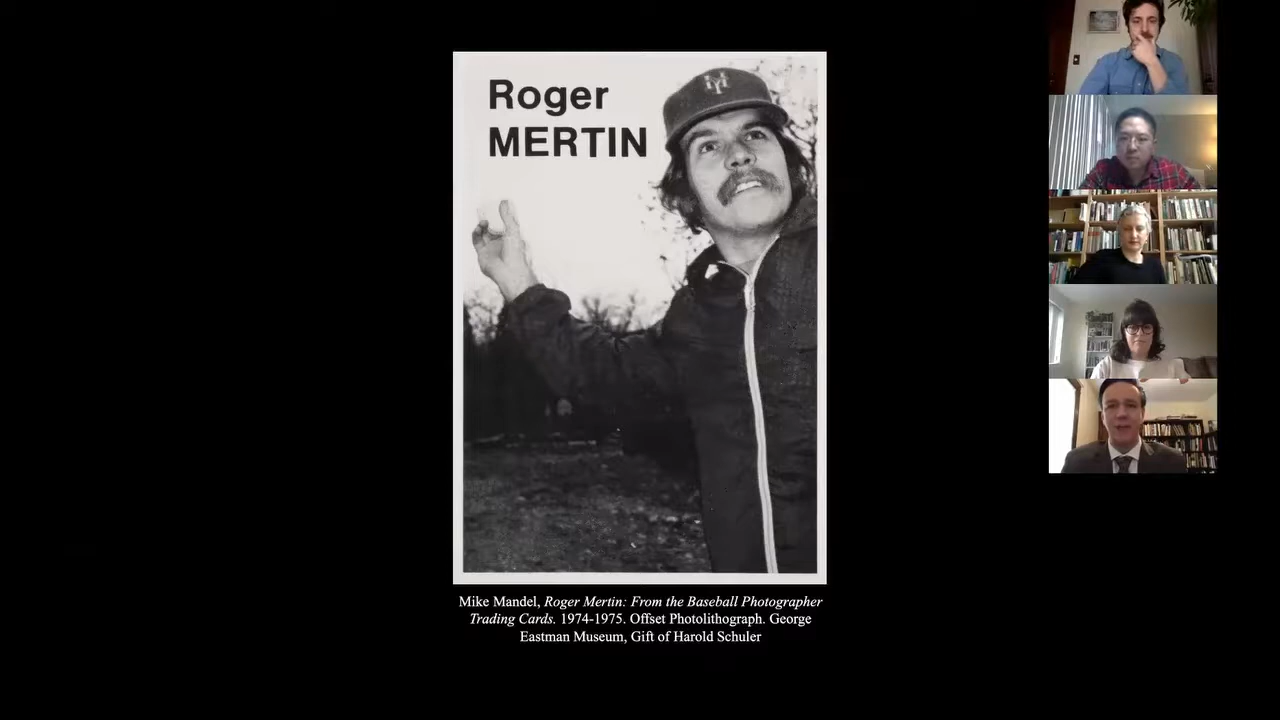 Roger
MERTIN
Mike Mandel, Roger Mertin: From the Baseball Photographer
Trading Cards. 1974-1975. Offset Photolithograph. George
Eastman Museum, Gift of Harold Schuler